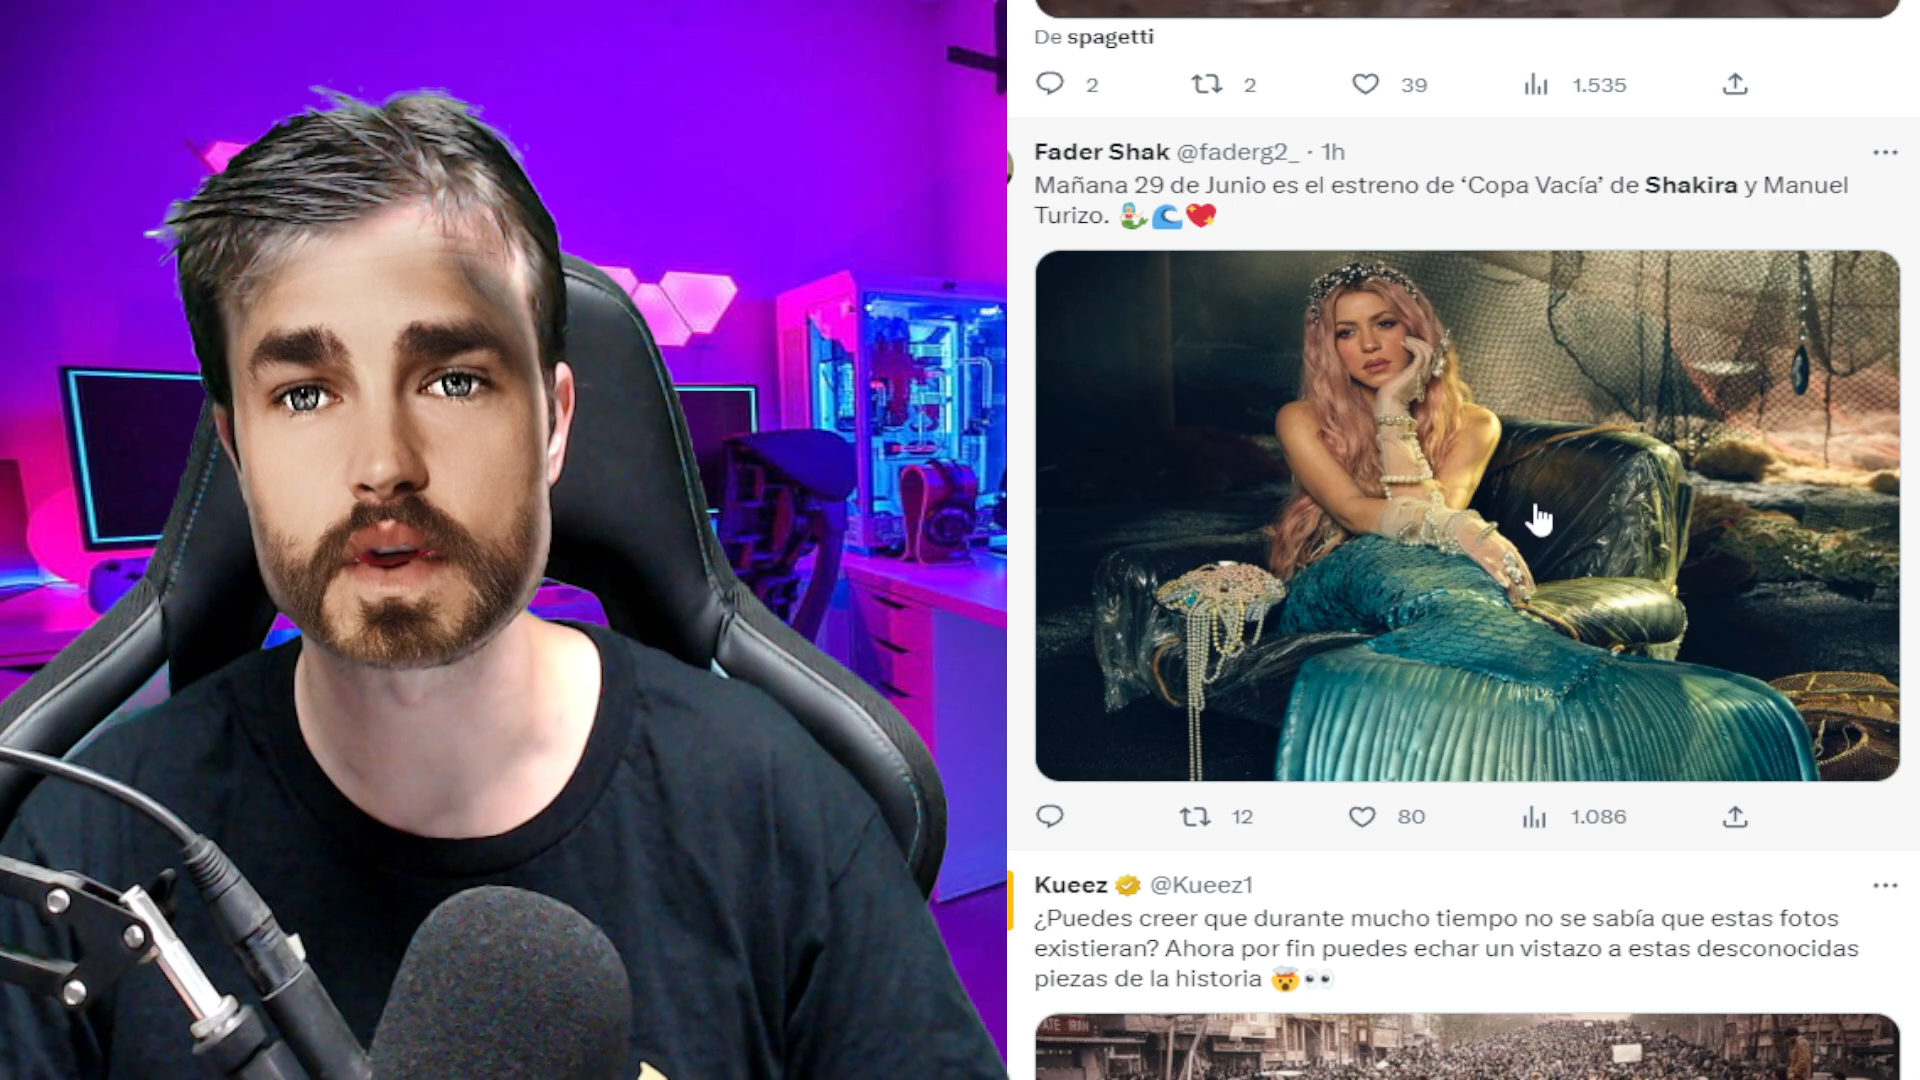 De spagetti
2 2 39 1.535
Fader Shak @faderg2_ · 1h
Mañana 29 de Junio es el estreno de ‘Copa Vacía’ de Shakira y Manuel
Turizo. 🧜‍♀️🌊💖
12 80 1.086
Kueez @Kueez1
¿Puedes creer que durante mucho tiempo no se sabía que estas fotos
existieran? Ahora por fin puedes echar un vistazo a estas desconocidas
piezas de la historia 🤯👀